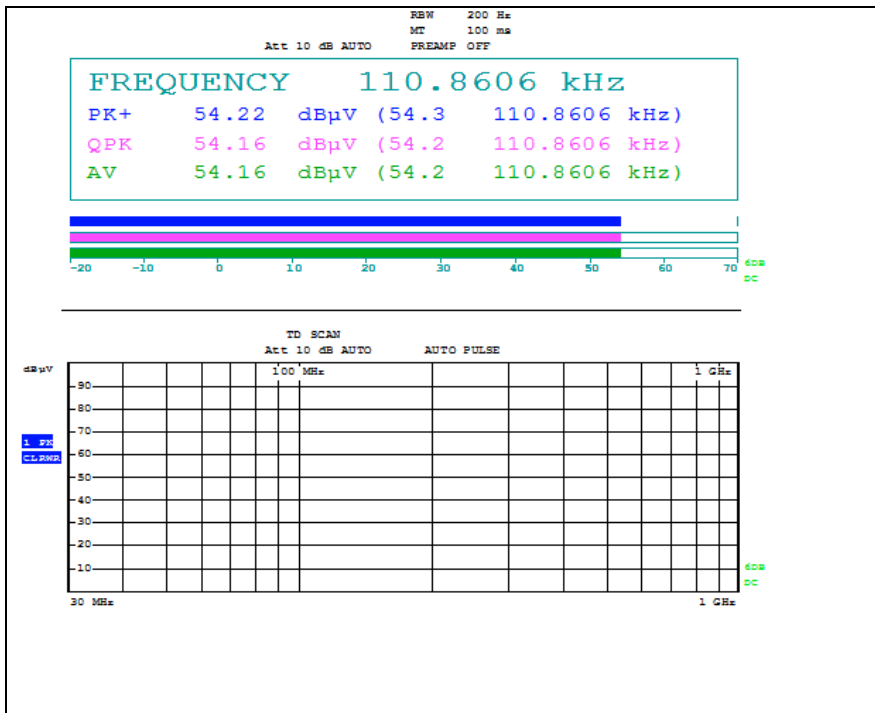 RBW 200 Hz
MT 100 ms
Att 10 dB AUTO PREAMP OFF
FREQUENCY 110.8606 kHz
PK+ 54.22 dBµV (54.3 110.8606 kHz)
QPK 54.16 dBµV (54.2 110.8606 kHz)
AV 54.16 dBµV (54.2 110.8606 kHz)
-20 -10 0 10 20 30 40 50 60 70
6DB
DC
TD SCAN
Att 10 dB AUTO AUTO PULSE
dBµV
100 MHz 1 GHz
90
80
70
1 PK
60
CLRWR
50
40
30
20
10
6DB
DC
30 MHz 1 GHz